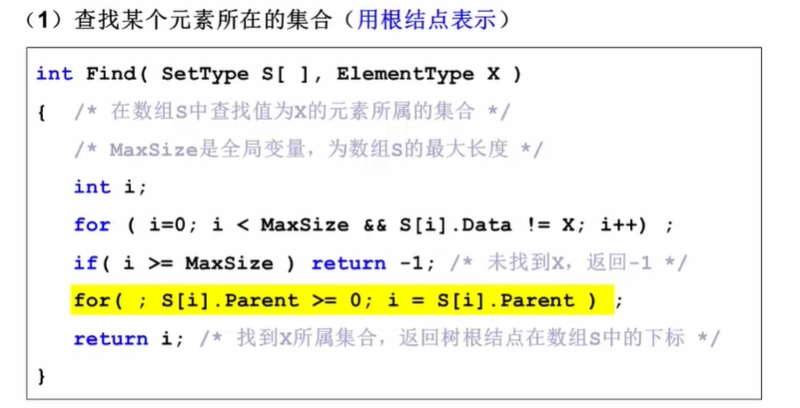 （1）查找某个元素所在的集合（用根结点表示）
int Find( SetType S[ ], ElementType X )
{ /* 在数组S中查找值为X的元素所属的集合 */
/* MaxSize是全局变量，为数组S的最大长度 */
int i;
for ( i=0; i < MaxSize && S[i].Data != X; i++) ;
if( i >= MaxSize ) return -1; /* 未找到X，返回-1 */
for( ; S[i].Parent >= 0; i = S[i].Parent ) ;
return i; /* 找到X所属集合，返回树根结点在数组S中的下标 */
}